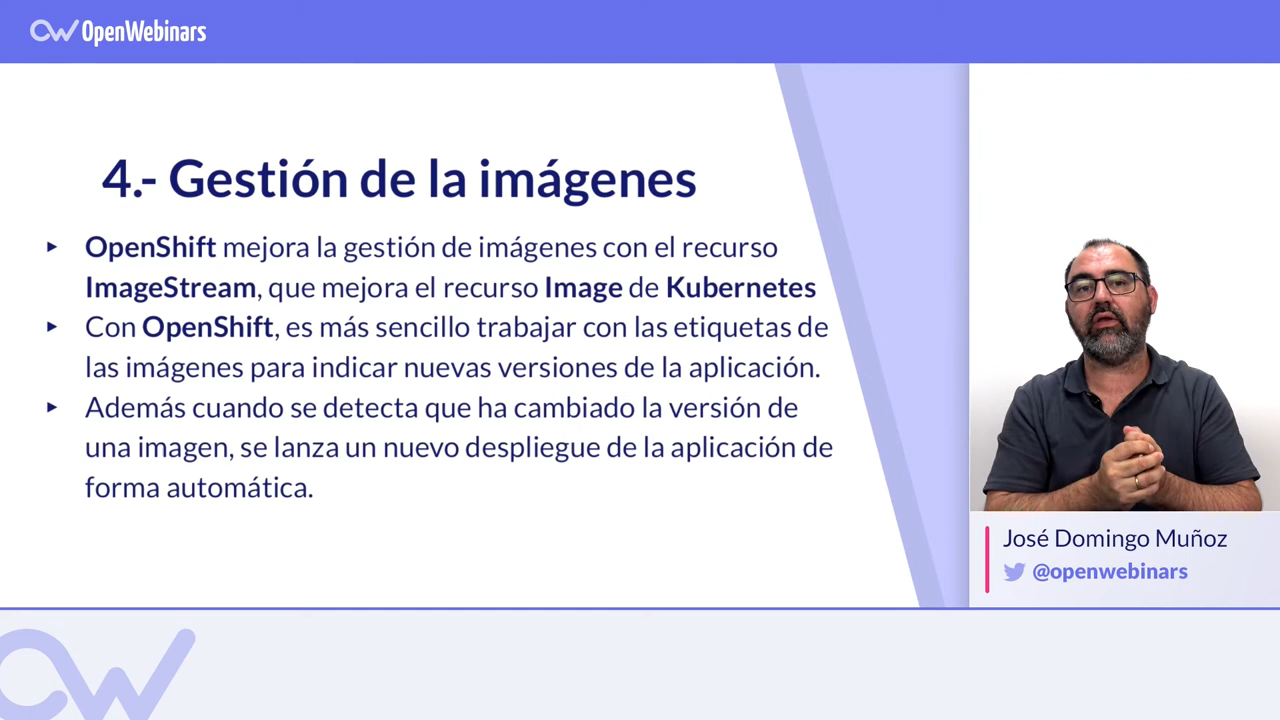 OpenWebinars
4.- Gestión de la imágenes
▸ OpenShift mejora la gestión de imágenes con el recurso
ImageStream, que mejora el recurso Image de Kubernetes
▸ Con OpenShift, es más sencillo trabajar con las etiquetas de
las imágenes para indicar nuevas versiones de la aplicación.
▸ Además cuando se detecta que ha cambiado la versión de
una imagen, se lanza un nuevo despliegue de la aplicación de
forma automática.
José Domingo Muñoz
@openwebinars